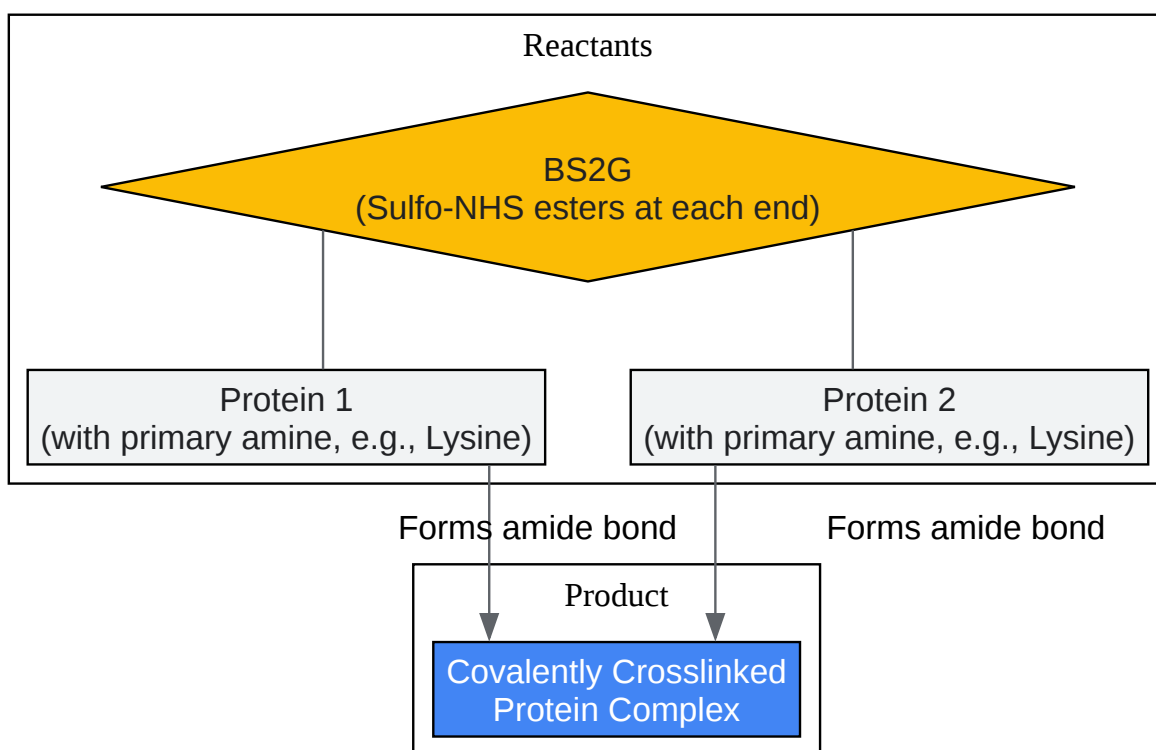 Reactants
BS2G
(Sulfo-NHS esters at each end)
Protein 1
(with primary amine, e.g., Lysine)
Protein 2
(with primary amine, e.g., Lysine)
Forms amide bond
Forms amide bond
Product
Covalently Crosslinked
Protein Complex